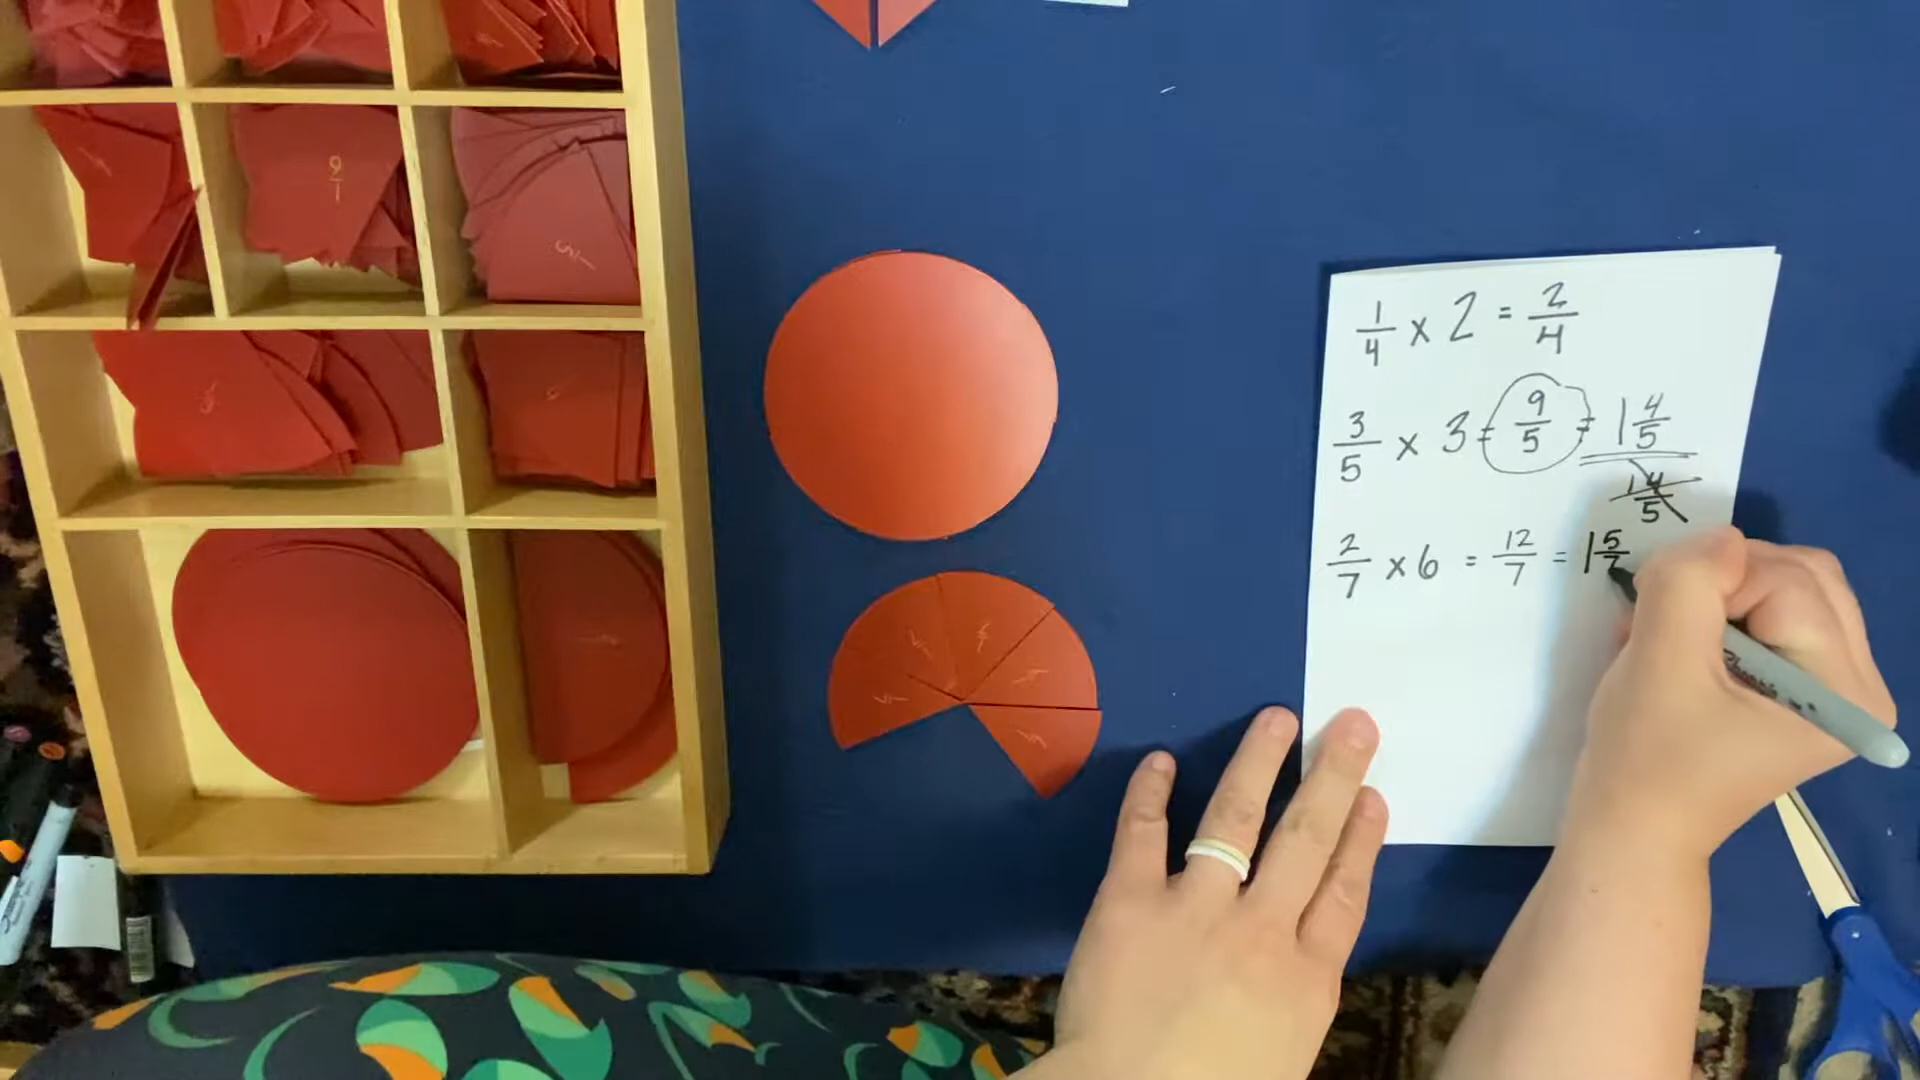 1/4 x 2 = 2/4
3/5 x 3 = 9/5 = 1 4/5
1 4/5
2/7 x 6 = 12/7 = 1 5/7